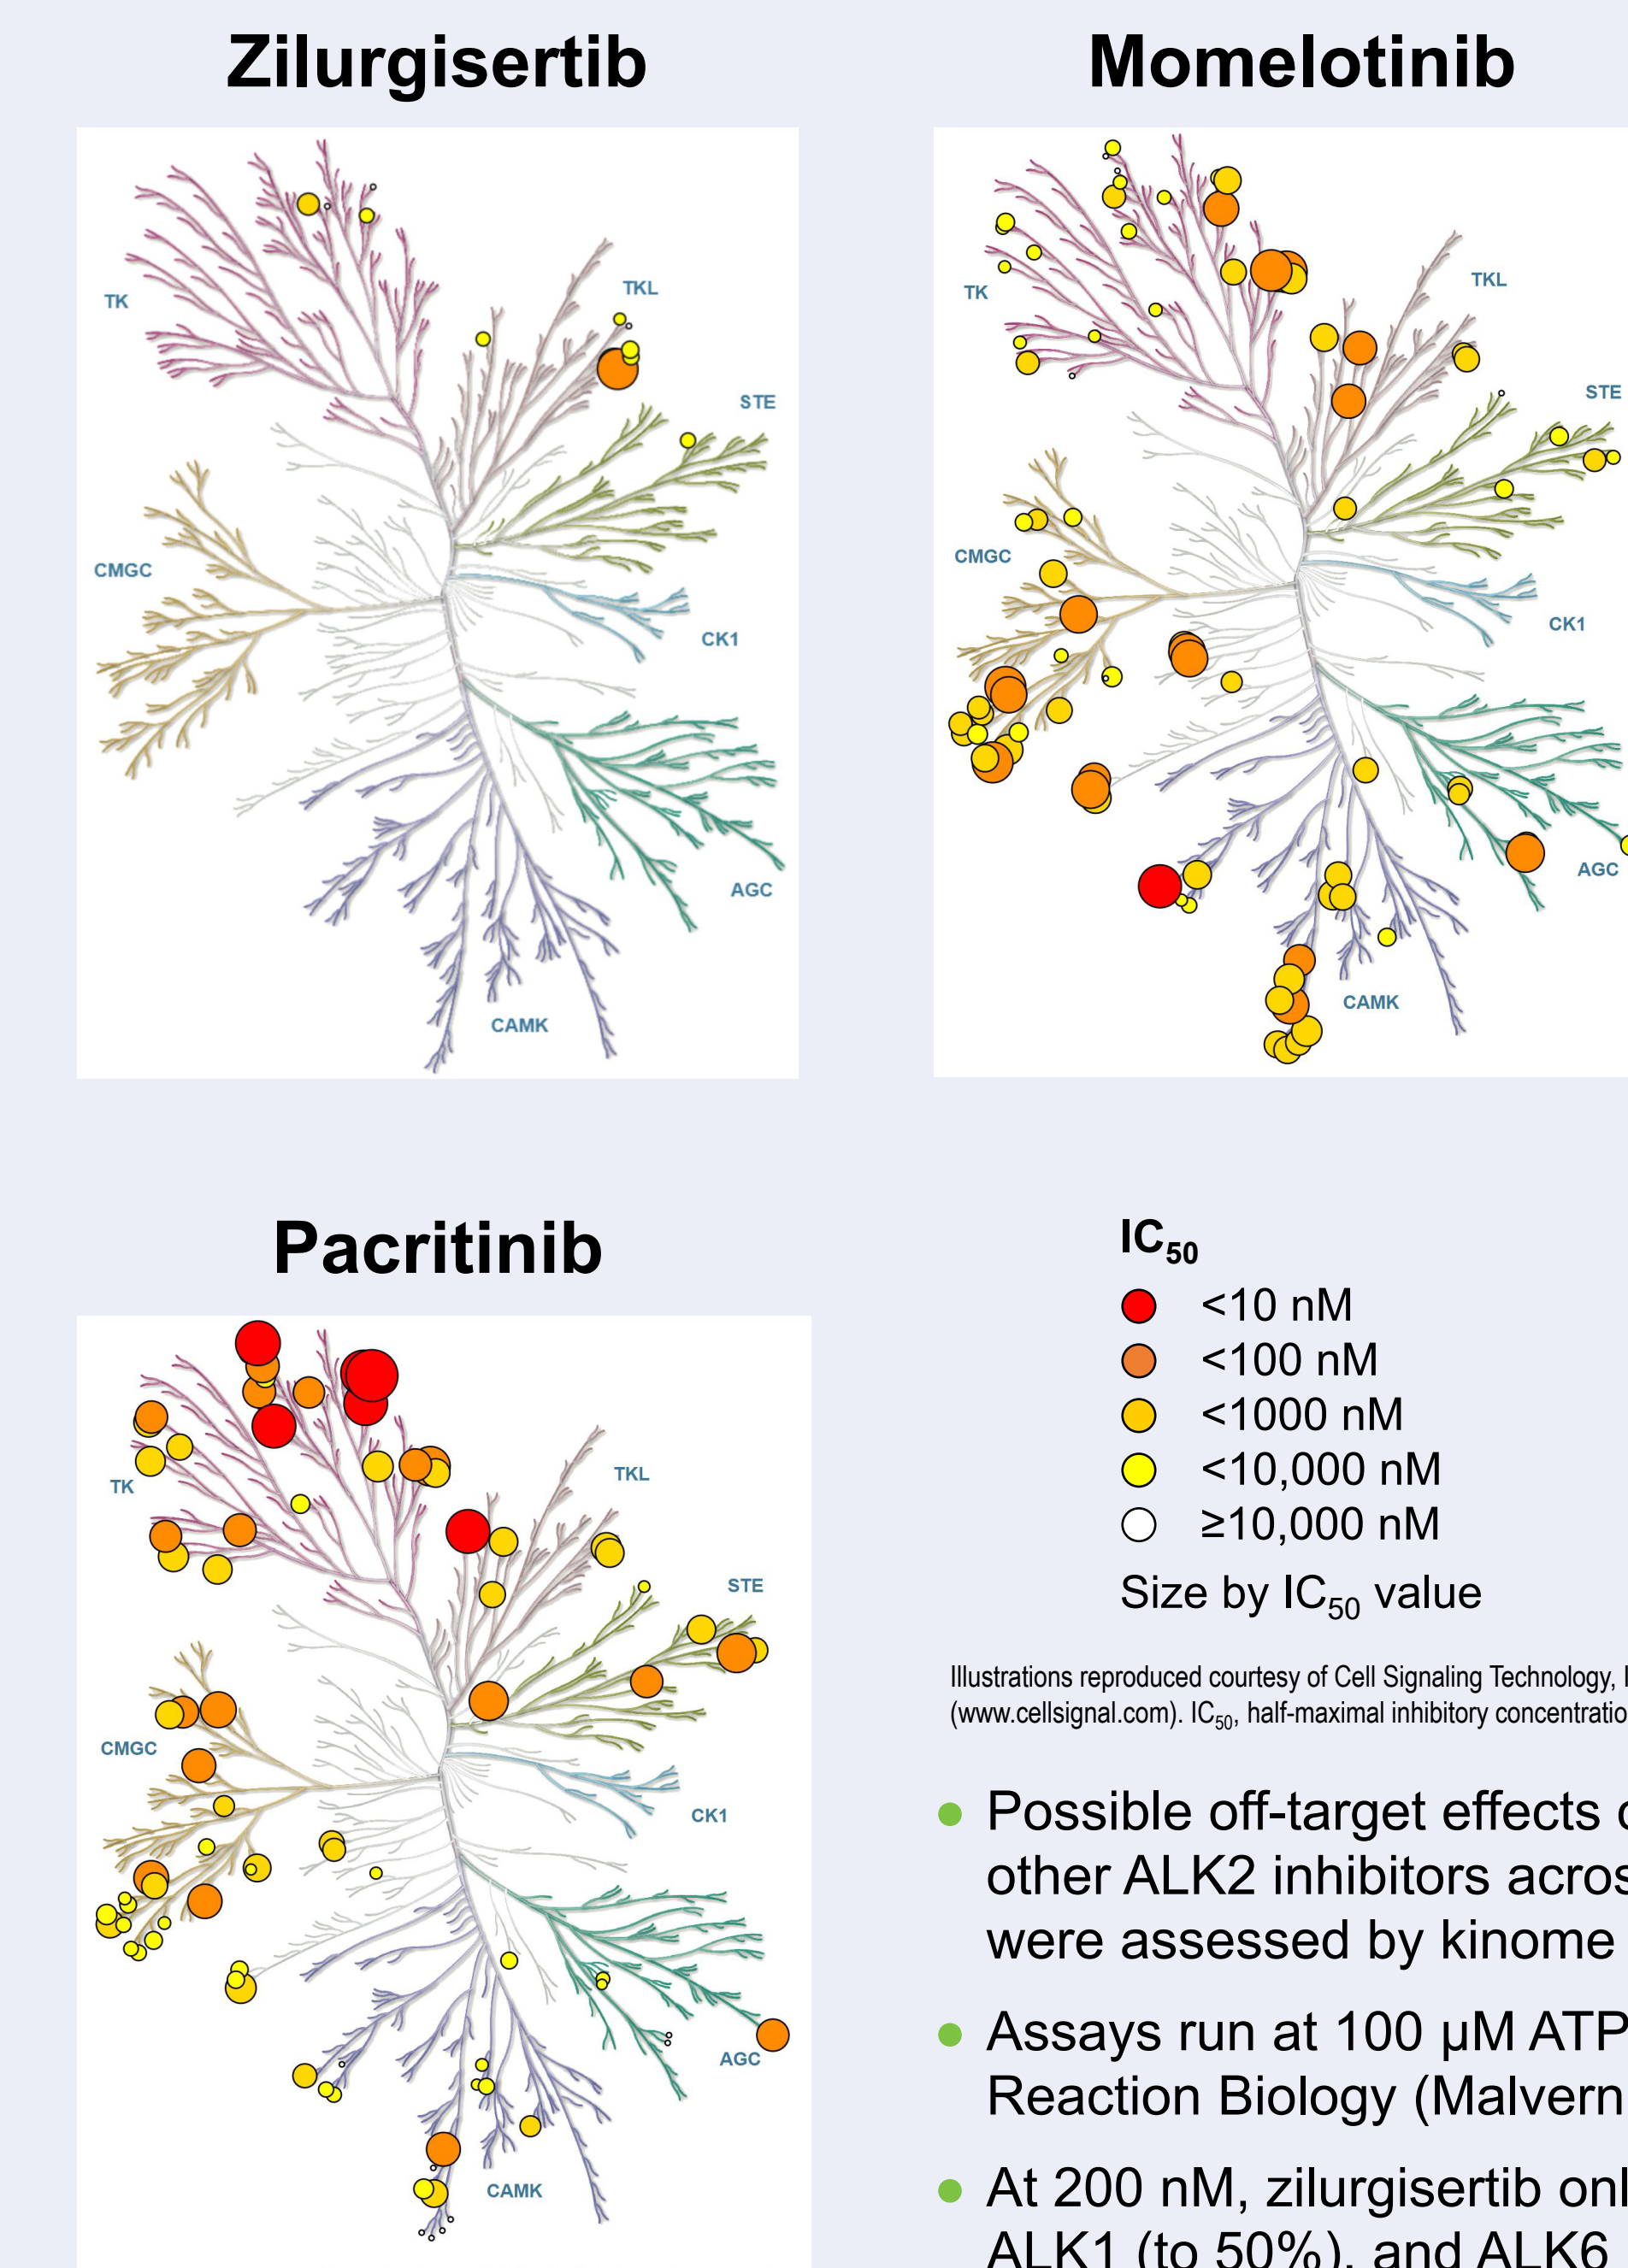 Zilurgisertib
TK
TKL
STE
CMGC
CK1
AGC
CAMK
Momelotinib
TK
TKL
STE
CMGC
CK1
AGC
CAMK
Pacritinib
TK
TKL
STE
CMGC
CK1
AGC
CAMK
IC50
<10 nM
<100 nM
<1000 nM
<10,000 nM
≥10,000 nM
Size by IC50 value
Illustrations reproduced courtesy of Cell Signaling Technology,
(www.cellsignal.com). IC50, half-maximal inhibitory
• Possible off-target effects
other ALK2 inhibitors
were assessed by kinome
• Assays run at 100 µM ATP
Reaction Biology (Malvern
• At 200 nM, zilurgisertib
ALK1 (to 50%), and ALK6